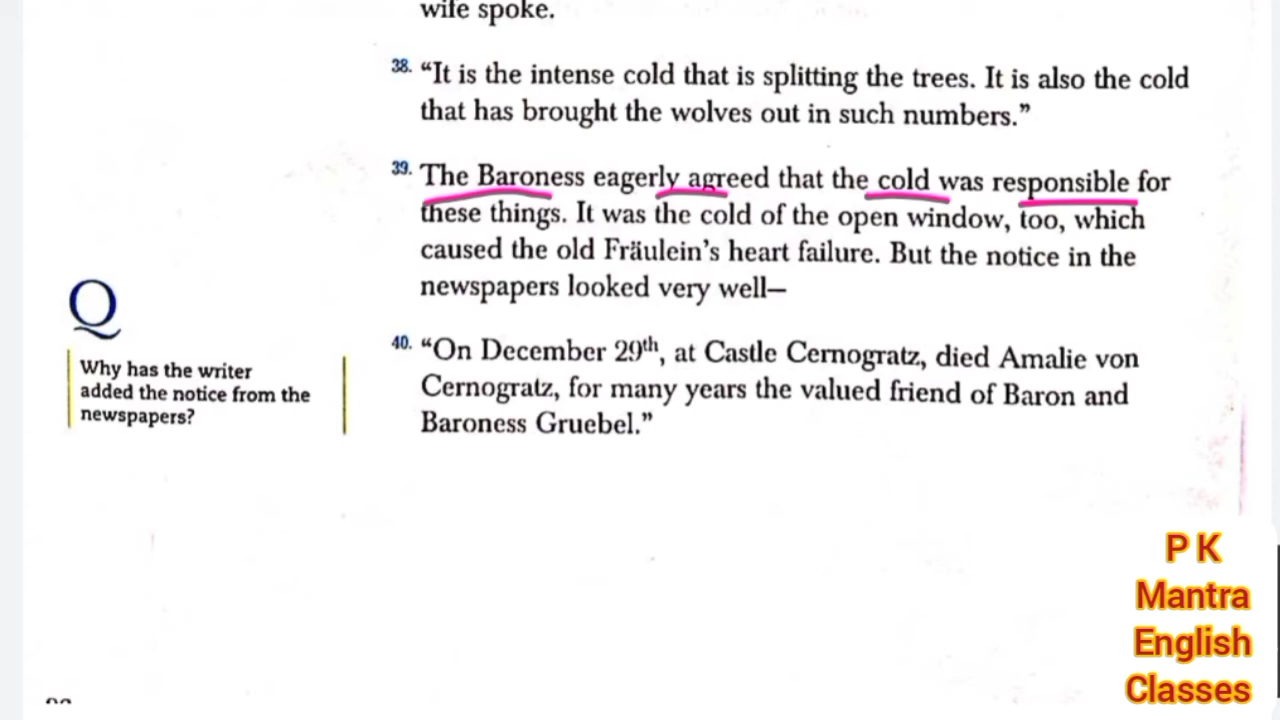 wife spoke.
38. “It is the intense cold that is splitting the trees. It is also the cold
that has brought the wolves out in such numbers.”
39. The Baroness eagerly agreed that the cold was responsible for
these things. It was the cold of the open window, too, which
caused the old Fräulein’s heart failure. But the notice in the
newspapers looked very well—
Q
Why has the writer
added the notice from the
newspapers?
40. “On December 29th, at Castle Cernogratz, died Amalie von
Cernogratz, for many years the valued friend of Baron and
Baroness Gruebel.”
P K
Mantra
English
Classes